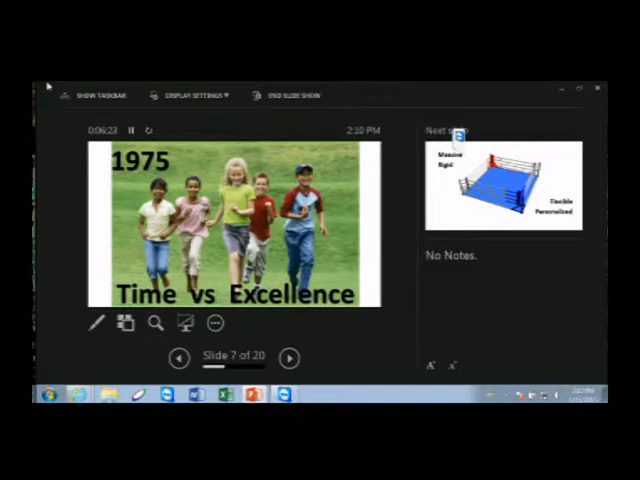 SHOW TASKBAR
DISPLAY SETTINGS ▼
END SLIDE SHOW
0:06:23
2:10 PM
Next
1975
Time vs Excellence
Massive
Rigid
Flexible
Personalized
No Notes.
Slide 7 of 20
A
A